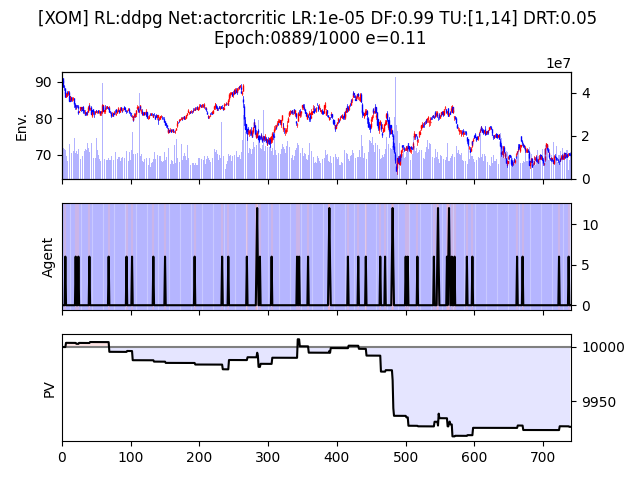 [XOM] RL:ddpg Net:actorcritic LR:1e-05 DF:0.99 TU:[1,14] DRT:0.05
Epoch:0889/1000 e=0.11
1e7
90
80
70
Env.
4
2
0
Agent
10
5
0
PV
10000
9950
0 100 200 300 400 500 600 700